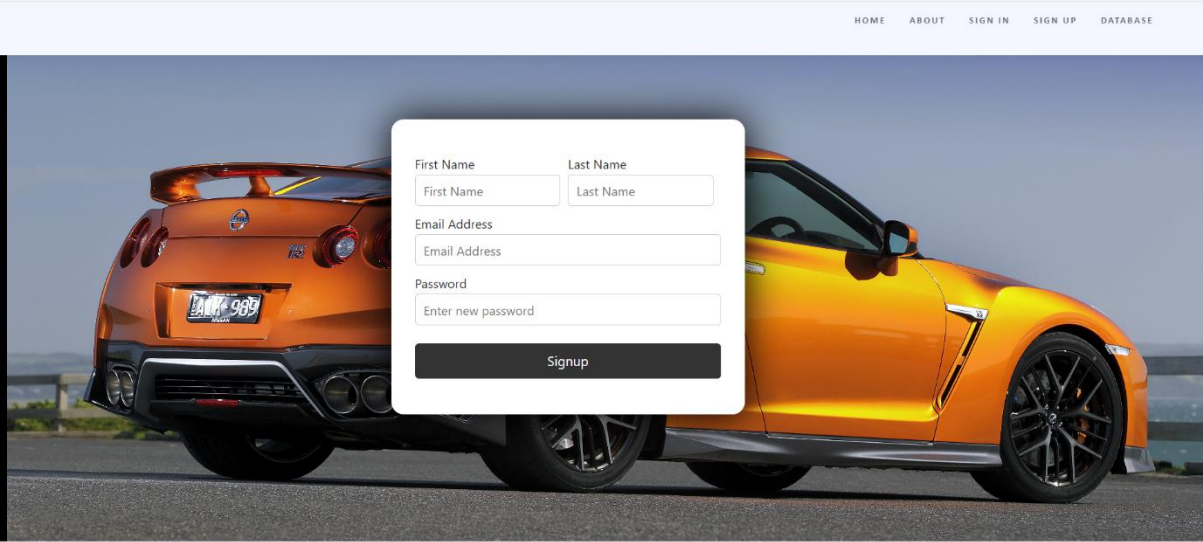 HOME ABOUT SIGN IN SIGN UP DATABASE
First Name Last Name
First Name Last Name
Email Address
Email Address
Password
Enter new password
Signup
NISSAN